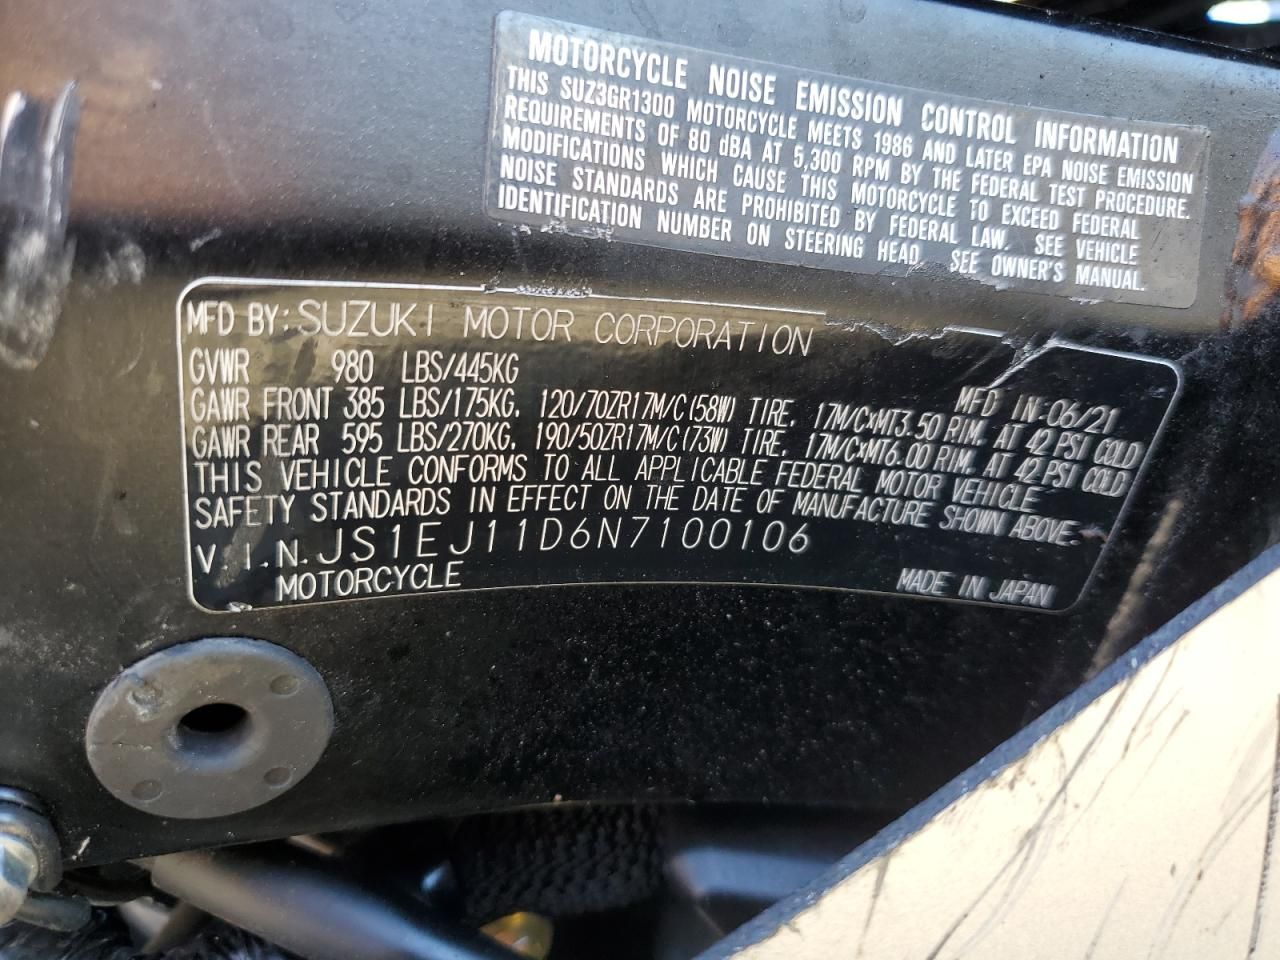 MOTORCYCLE NOISE EMISSION CONTROL INFORMATION
THIS SUZ3GR1300 MOTORCYCLE MEETS 1986 AND LATER EPA NOISE EMISSION
REQUIREMENTS OF 80 dBA AT 5,300 RPM BY THE FEDERAL TEST PROCEDURE.
MODIFICATIONS WHICH CAUSE THIS MOTORCYCLE TO EXCEED FEDERAL
NOISE STANDARDS ARE PROHIBITED BY FEDERAL LAW. SEE VEHICLE
IDENTIFICATION NUMBER ON STEERING HEAD. SEE OWNER'S MANUAL.
MFD BY: SUZUKI MOTOR CORPORATION
GVWR 980 LBS/445KG MFD IN:06/21
GAWR FRONT 385 LBS/175KG. 120/70ZR17M/C(58W) TIRE, 17M/C×MT3.50 RIM, AT 42 PSI COLD
GAWR REAR 595 LBS/270KG. 190/50ZR17M/C(73W) TIRE, 17M/C×MT6.00 RIM, AT 42 PSI COLD
THIS VEHICLE CONFORMS TO ALL APPLICABLE FEDERAL MOTOR VEHICLE
SAFETY STANDARDS IN EFFECT ON THE DATE OF MANUFACTURE SHOWN ABOVE.
V.I.N. JS1EJ11D6N7100106
MOTORCYCLE MADE IN JAPAN